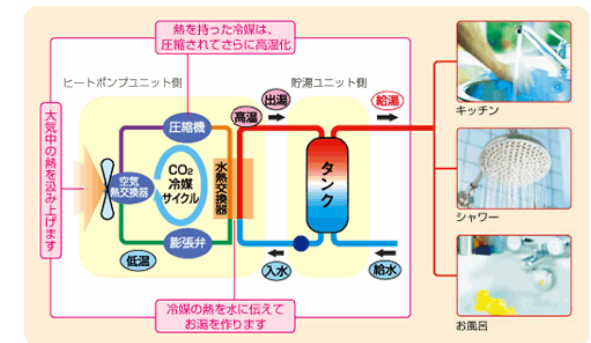 熱を持った冷媒は、
圧縮されてさらに高温化
ヒートポンプユニット側
貯湯ユニット側
大気中の熱を汲み上げます
圧縮機
空気
熱交換器
CO₂
冷媒
サイクル
水熱交換器
膨張弁
低温
高温
出湯
給湯
タンク
入水
給水
冷媒の熱を水に伝えて
お湯を作ります
キッチン
シャワー
お風呂